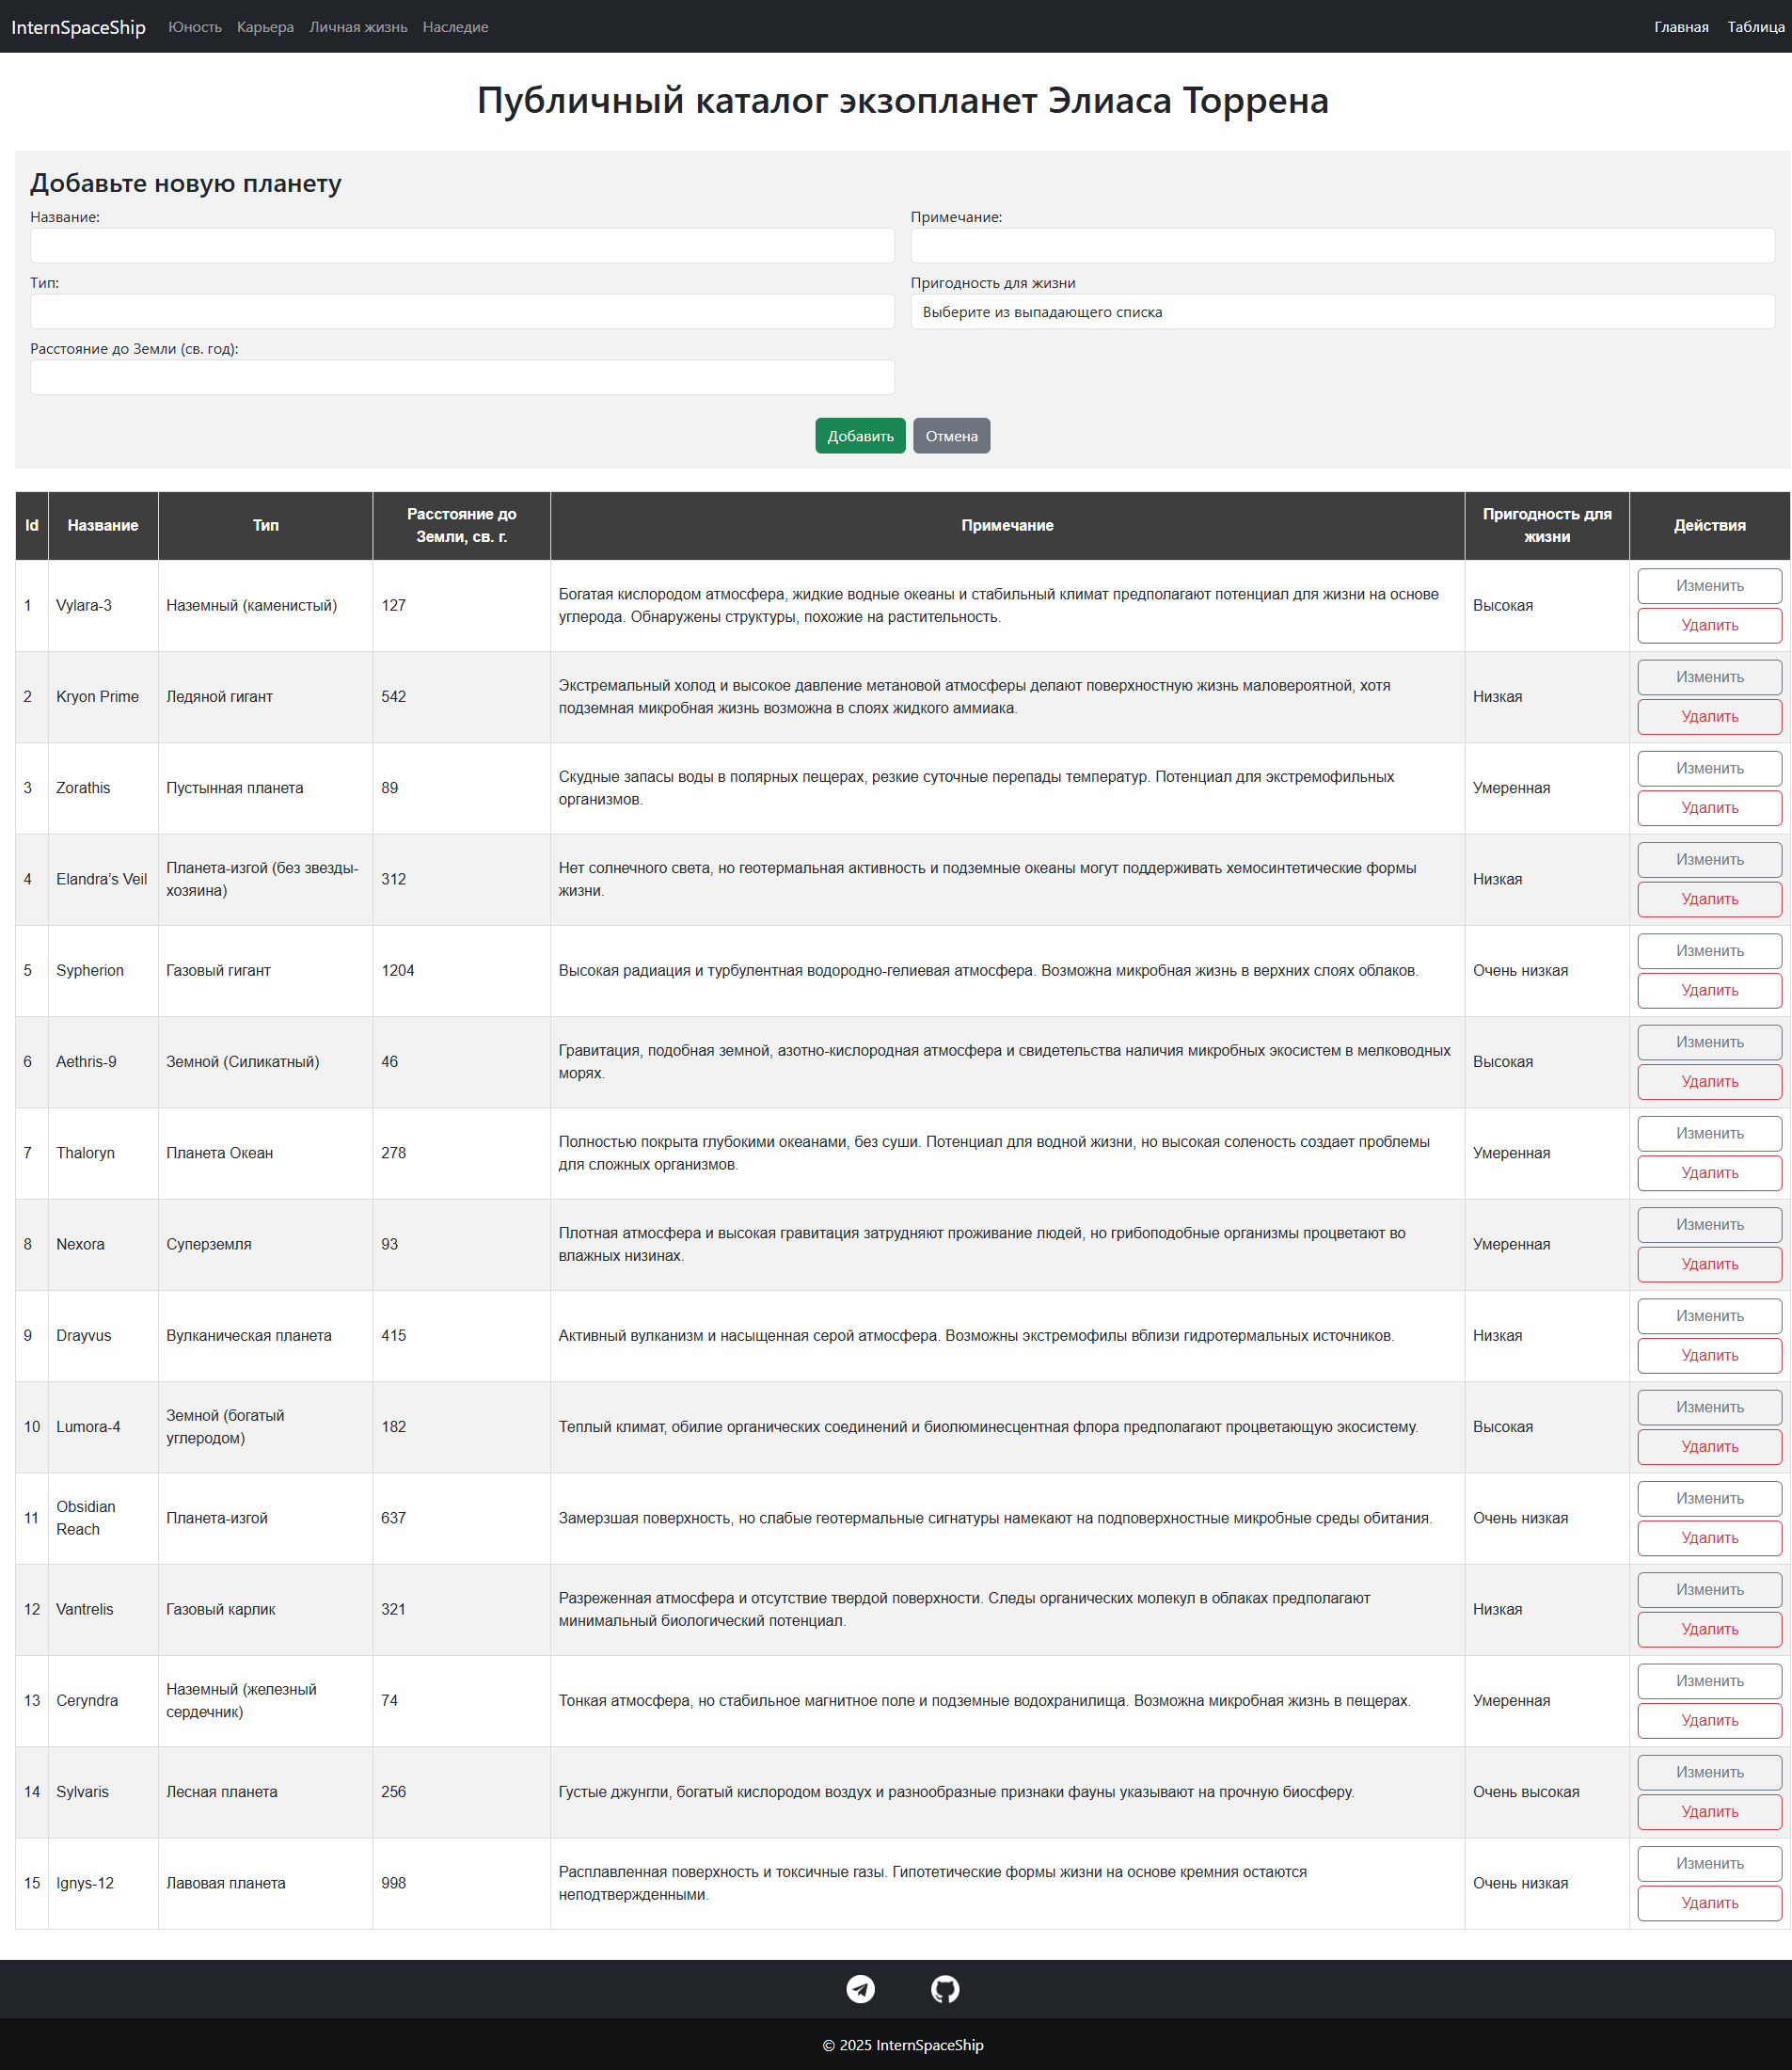 InternSpaceShip Юность Карьера Личная жизнь Наследие Главная Таблица
Публичный каталог экзопланет Элиаса Торрена
Добавьте новую планету
Название:
Примечание:
Тип:
Пригодность для жизни
Выберите из выпадающего списка
Расстояние до Земли (св. год):
Добавить Отмена
Id Название Тип Расстояние до Земли, св. г. Примечание Пригодность для жизни Действия
1 Vylara-3 Наземный (каменистый) 127 Богатая кислородом атмосфера, жидкие водные океаны и стабильный климат предполагают потенциал для жизни на основе
углерода. Обнаружены структуры, похожие на растительность. Высокая Изменить
Удалить
2 Kryon Prime Ледяной гигант 542 Экстремальный холод и высокое давление метановой атмосферы делают поверхностную жизнь маловероятной, хотя
подземная микробная жизнь возможна в слоях жидкого аммиака. Низкая Изменить
Удалить
3 Zorathis Пустынная планета 89 Скудные запасы воды в полярных пещерах, резкие суточные перепады температур. Потенциал для экстремофильных
организмов. Умеренная Изменить
Удалить
4 Elandra’s Veil Планета-изгой (без звезды-хозяина) 312 Нет солнечного света, но геотермальная активность и подземные океаны могут поддерживать хемосинтетические формы
жизни. Низкая Изменить
Удалить
5 Sypherion Газовый гигант 1204 Высокая радиация и турбулентная водородно-гелиевая атмосфера. Возможна микробная жизнь в верхних слоях облаков. Очень низкая Изменить
Удалить
6 Aethris-9 Земной (Силикатный) 46 Гравитация, подобная земной, азотно-кислородная атмосфера и свидетельства наличия микробных экосистем в мелководных
морях. Высокая Изменить
Удалить
7 Thaloryn Планета Океан 278 Полностью покрыта глубокими океанами, без суши. Потенциал для водной жизни, но высокая соленость создает проблемы
для сложных организмов. Умеренная Изменить
Удалить
8 Nexora Суперземля 93 Плотная атмосфера и высокая гравитация затрудняют проживание людей, но грибоподобные организмы процветают во
влажных низинах. Умеренная Изменить
Удалить
9 Drayvus Вулканическая планета 415 Активный вулканизм и насыщенная серой атмосфера. Возможны экстремофилы вблизи гидротермальных источников. Низкая Изменить
Удалить
10 Lumora-4 Земной (богатый углеродом) 182 Теплый климат, обилие органических соединений и биолюминесцентная флора предполагают процветающую экосистему. Высокая Изменить
Удалить
11 Obsidian Reach Планета-изгой 637 Замерзшая поверхность, но слабые геотермальные сигнатуры намекают на подповерхностные микробные среды обитания. Очень низкая Изменить
Удалить
12 Vantrelis Газовый карлик 321 Разреженная атмосфера и отсутствие твердой поверхности. Следы органических молекул в облаках предполагают
минимальный биологический потенциал. Низкая Изменить
Удалить
13 Ceryndra Наземный (железный сердечник) 74 Тонкая атмосфера, но стабильное магнитное поле и подземные водохранилища. Возможна микробная жизнь в пещерах. Умеренная Изменить
Удалить
14 Sylvaris Лесная планета 256 Густые джунгли, богатый кислородом воздух и разнообразные признаки фауны указывают на прочную биосферу. Очень высокая Изменить
Удалить
15 Ignys-12 Лавовая планета 998 Расплавленная поверхность и токсичные газы. Гипотетические формы жизни на основе кремния остаются
неподтвержденными. Очень низкая Изменить
Удалить
© 2025 InternSpaceShip